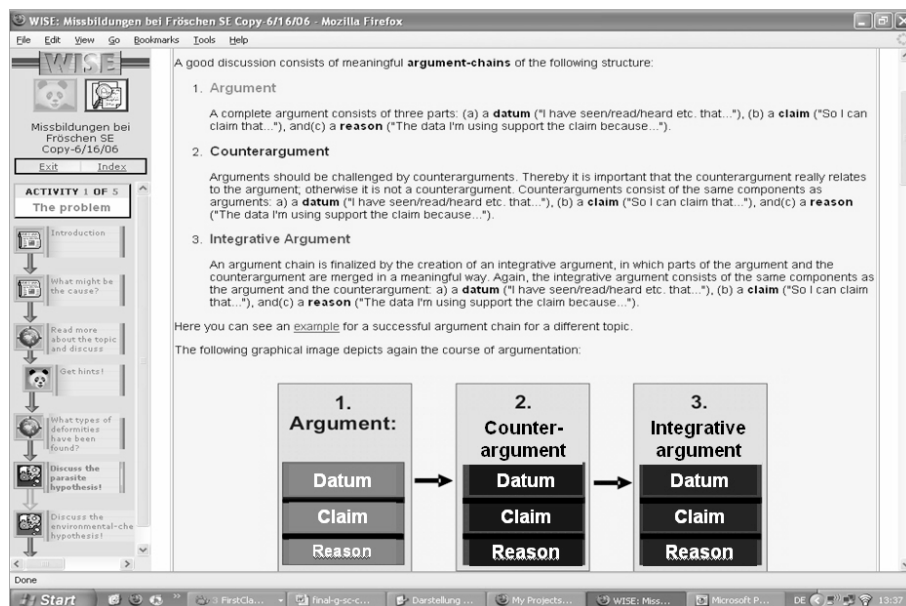 WISE: Missbildungen bei Fröschen SE Copy-6/16/06 - Mozilla Firefox
File Edit View Go Bookmarks Tools Help
WISE
Missbildungen bei
Fröschen SE
Copy-6/16/06
Exit Index
ACTIVITY 1 OF 5
The problem
Introduction
What might be
the cause?
Read more
about the topic
and discuss
Get hints!
What types of
deformities
have been
found?
Discuss the
parasite
hypothesis!
Discuss the
environmental-che
hypothesis!
A good discussion consists of meaningful argument-chains of the following structure:
1. Argument
A complete argument consists of three parts: (a) a datum ("I have seen/read/heard etc. that..."), (b) a claim ("So I can
claim that..."), and(c) a reason ("The data I'm using support the claim because...").
2. Counterargument
Arguments should be challenged by counterarguments. Thereby it is important that the counterargument really relates
to the argument; otherwise it is not a counterargument. Counterarguments consist of the same components as
arguments: a) a datum ("I have seen/read/heard etc. that..."), (b) a claim ("So I can claim that..."), and(c) a reason
("The data I'm using support the claim because...").
3. Integrative Argument
An argument chain is finalized by the creation of an integrative argument, in which parts of the argument and the
counterargument are merged in a meaningful way. Again, the integrative argument consists of the same components as
the argument and the counterargument: a) a datum ("I have seen/read/heard etc. that..."), (b) a claim ("So I can claim
that..."), and(c) a reason ("The data I'm using support the claim because...").
Here you can see an example for a successful argument chain for a different topic.
The following graphical image depicts again the course of argumentation:
1.
Argument:
Datum
Claim
Reason
2.
Counter-
argument
Datum
Claim
Reason
3.
Integrative
argument
Datum
Claim
Reason
Done
Start 3 FirstCla... final-g-sc-c... Darstellung ... My Projects... WISE: Miss... Microsoft P... DE 13:37